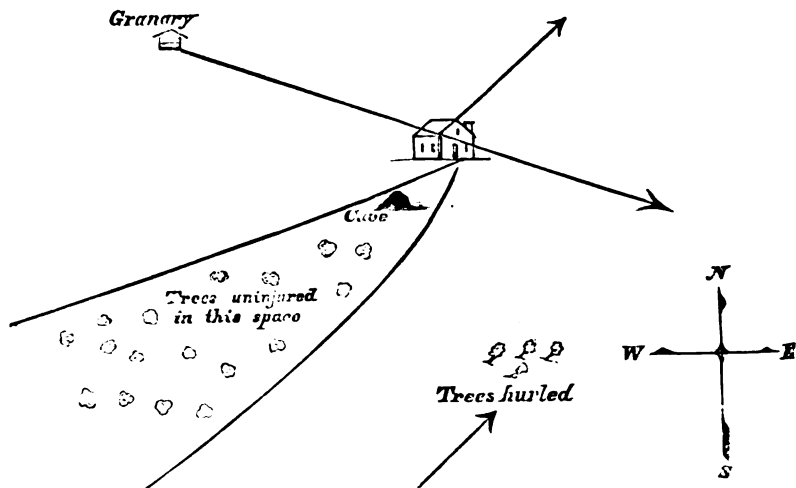 Granary
Cave
Trees uninjured
in this space
N
W
E
Trees hurled
S